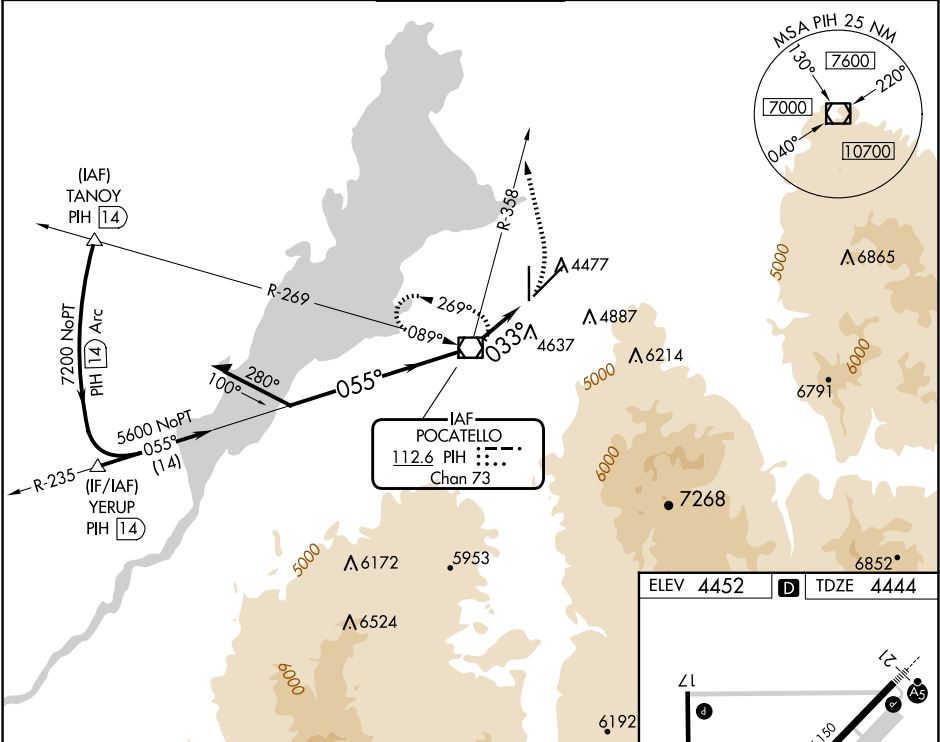 MSA PIH 25 NM
130°
7600
220°
7000
040°
10700
(IAF)
TANOY
PIH 14
R-358
R-269
7200 NoPT
PIH 14 Arc
269°
089°
033°
4477
4637
4887
6214
5000
6865
5000
6000
6791
280°
100°
055°
5600 NoPT
055°
(14)
R-235
(IF/IAF)
YERUP
PIH 14
IAF
POCATELLO
112.6 PIH
Chan 73
6000
7268
5000
6172
5953
6852
6524
6000
6192
ELEV 4452 D TDZE 4444
21
17
P
P
A5
150